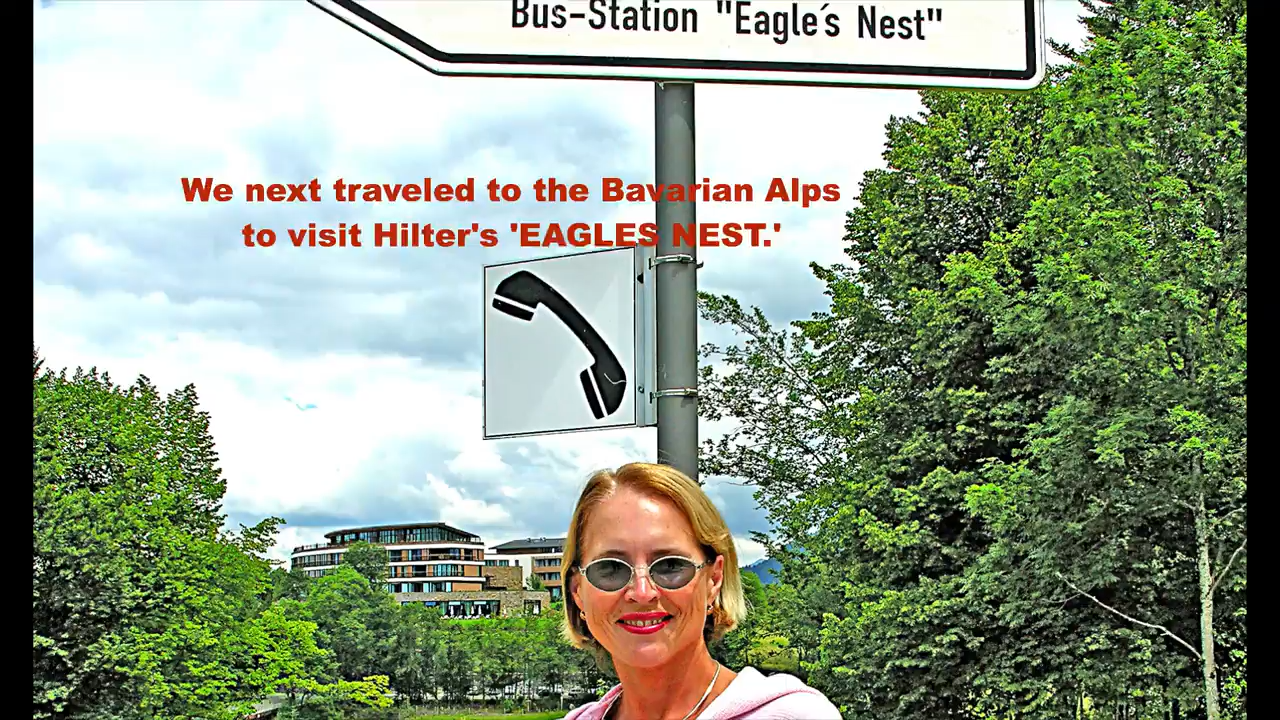 Bus-Station "Eagle´s Nest"
We next traveled to the Bavarian Alps
to visit Hilter's 'EAGLES NEST.'